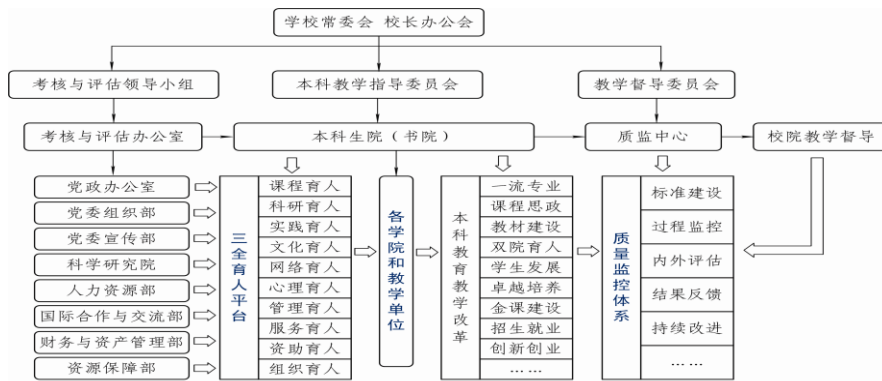 学校常委会 校长办公会
考核与评估领导小组
本科教学指导委员会
教学督导委员会
考核与评估办公室
本科生院（书院）
质监中心
校院教学督导
党政办公室
党委组织部
党委宣传部
科学研究院
人力资源部
国际合作与交流部
财务与资产管理部
资源保障部
三全育人平台
课程育人
科研育人
实践育人
文化育人
网络育人
心理育人
管理育人
服务育人
资助育人
组织育人
各学院和教学单位
本科教育教学改革
一流专业
课程思政
教材建设
双院育人
学生发展
卓越培养
金课建设
招生就业
创新创业
……
质量监控体系
标准建设
过程监控
内外评估
结果反馈
持续改进
……